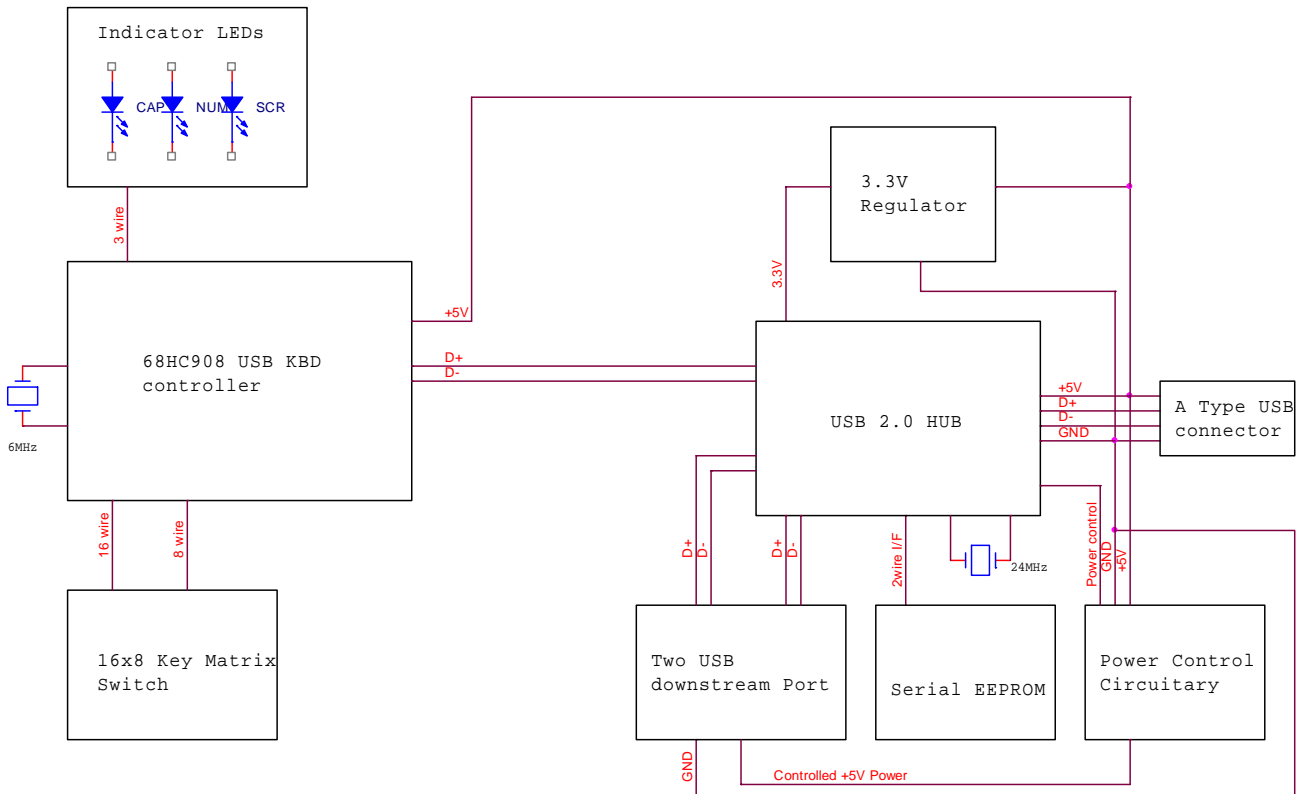 Indicator LEDs
CAP
NUM
SCR
3.3V
Regulator
3 wire
3.3V
+5V
68HC908 USB KBD
controller
D+
D-
6MHz
USB 2.0 HUB
+5V
D+
D-
GND
A Type USB
connector
16 wire
8 wire
D+
D-
D+
D-
2wire I/F
24MHz
Power control
GND
+5V
16x8 Key Matrix
Switch
Two USB
downstream Port
Serial EEPROM
Power Control
Circuitary
GND
Controlled +5V Power